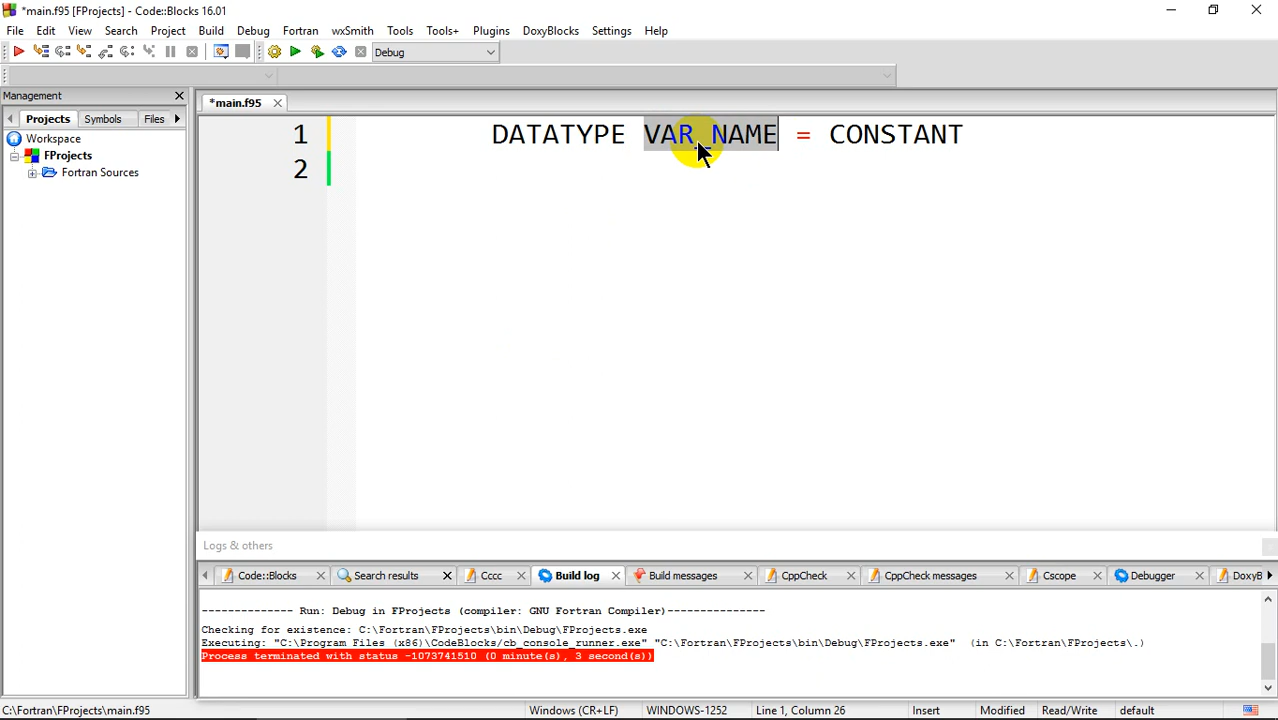 *main.f95 [FProjects] - Code::Blocks 16.01
File Edit View Search Project Build Debug Fortran wxSmith Tools Tools+ Plugins DoxyBlocks Settings Help
Debug
Management
*main.f95
Projects Symbols Files
Workspace
FProjects
Fortran Sources
1 DATATYPE VAR_NAME = CONSTANT
2
Logs & others
Code::Blocks Search results Cccc Build log Build messages CppCheck CppCheck messages Cscope Debugger DoxyB
-------------- Run: Debug in FProjects (compiler: GNU Fortran Compiler)---------------
Checking for existence: C:\Fortran\FProjects\bin\Debug\FProjects.exe
Executing: "C:\Program Files (x86)\CodeBlocks/cb_console_runner.exe" "C:\Fortran\FProjects\bin\Debug\FProjects.exe"  (in C:\Fortran\FProjects\.)
Process terminated with status -1073741510 (0 minute(s), 3 second(s))
C:\Fortran\FProjects\main.f95 Windows (CR+LF) WINDOWS-1252 Line 1, Column 26 Insert Modified Read/Write default